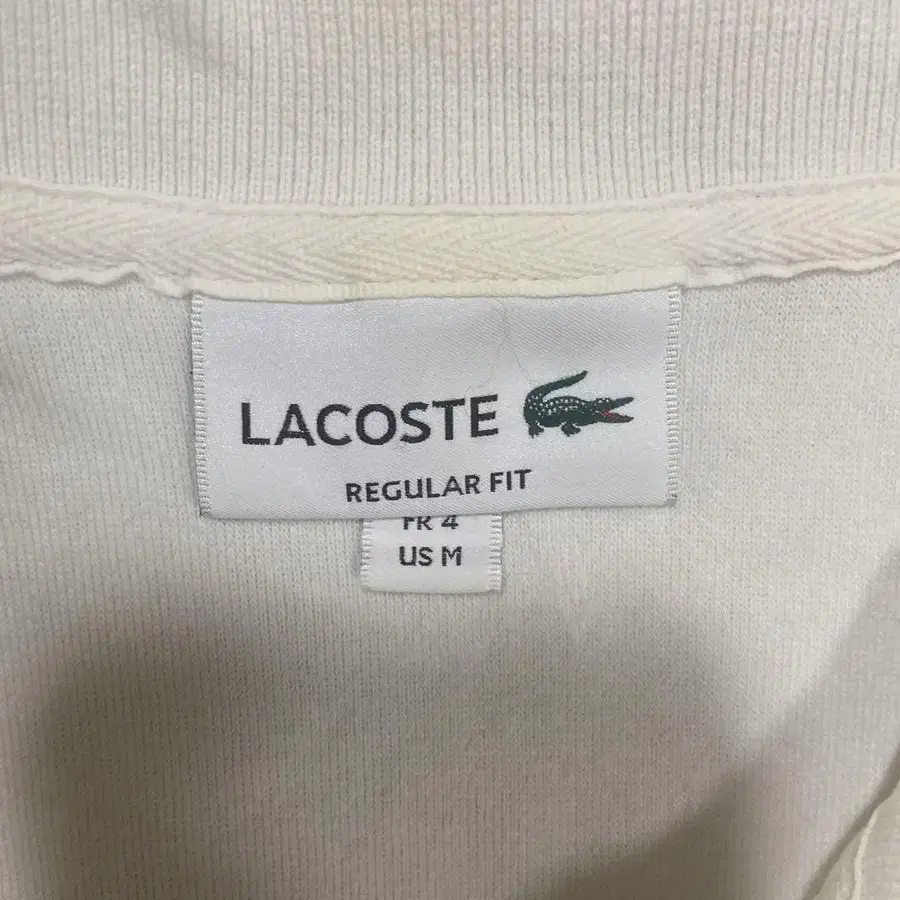 LACOSTE
REGULAR FIT
FR 4
US M